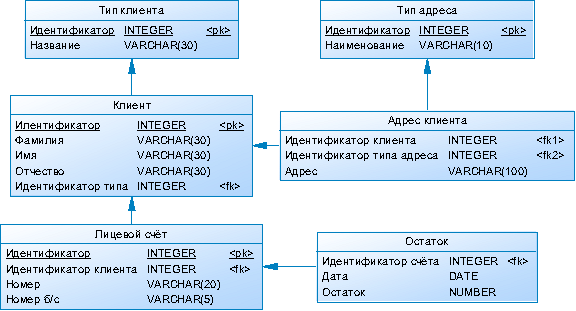 Тип клиента
Идентификатор INTEGER <pk>
Название VARCHAR(30)
Тип адреса
Идентификатор INTEGER <pk>
Наименование VARCHAR(10)
Клиент
Илентификатор INTEGER <pk>
Фамилия VARCHAR(30)
Имя VARCHAR(30)
Отчество VARCHAR(30)
Идентификатор типа INTEGER <fk>
Адрес клиента
Идентификатор клиента INTEGER <fk1>
Идентификатор типа адреса INTEGER <fk2>
Адрес VARCHAR(100)
Лицевой счёт
Идентификатор INTEGER <pk>
Идентификатор клиента INTEGER <fk>
Номер VARCHAR(20)
Номер б/с VARCHAR(5)
Остаток
Идентификатор счёта INTEGER <fk>
Дата DATE
Остаток NUMBER